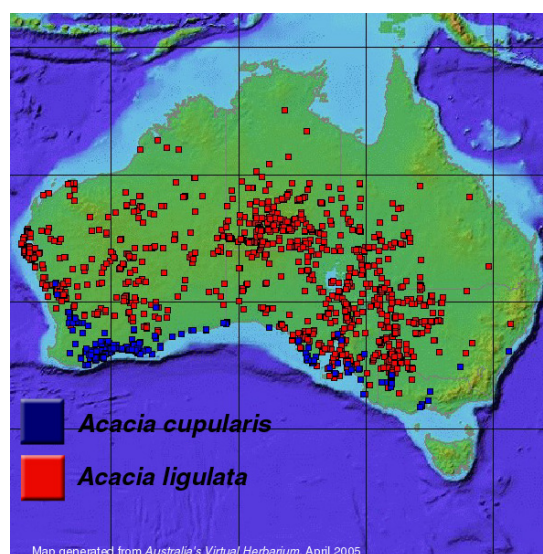 Acacia cupularis
Acacia ligulata
Map generated from Australia's Virtual Herbarium, April 2005